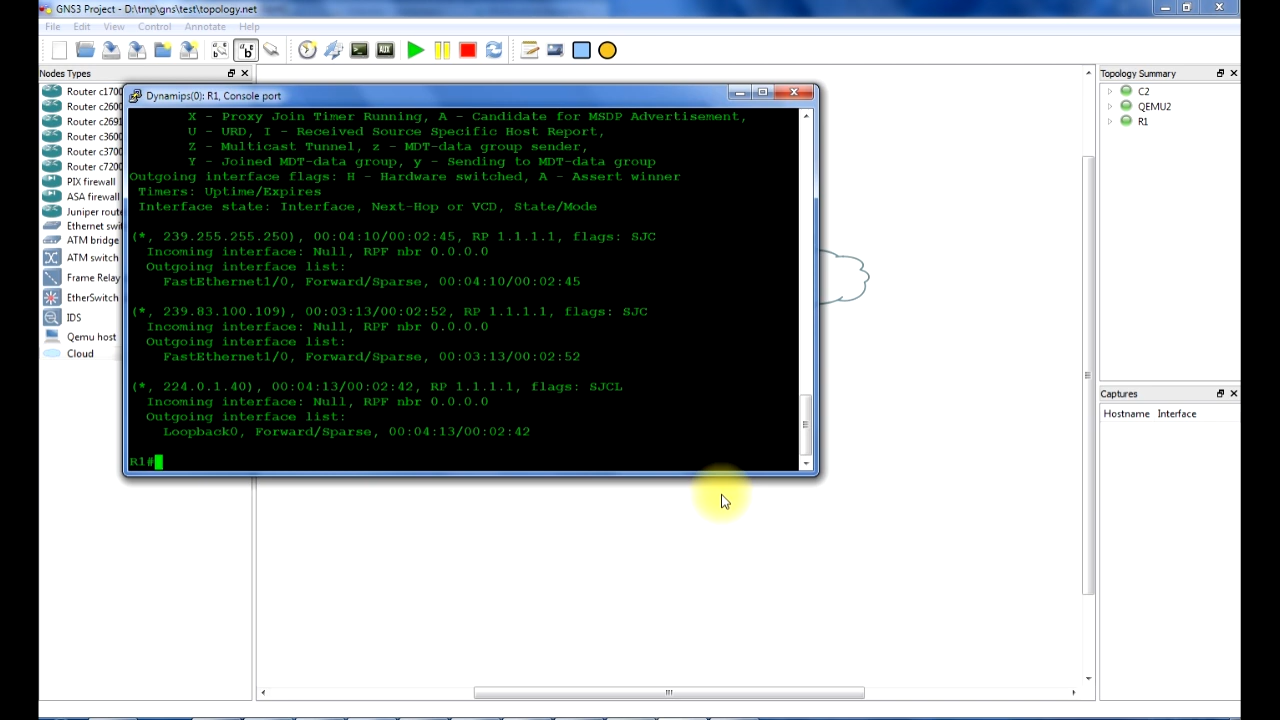 GNS3 Project - D:\tmp\gns\test\topology.net
File Edit View Control Annotate Help
Nodes Types
Router c1700
Router c2600
Router c2691
Router c3600
Router c3700
Router c7200
PIX firewall
ASA firewall
Juniper route
Ethernet swi
ATM bridge
ATM switch
Frame Relay
EtherSwitch
IDS
Qemu host
Cloud
Dynamips(0): R1, Console port
X - Proxy Join Timer Running, A - Candidate for MSDP Advertisement,
U - URD, I - Received Source Specific Host Report,
Z - Multicast Tunnel, z - MDT-data group sender,
Y - Joined MDT-data group, y - Sending to MDT-data group
Outgoing interface flags: H - Hardware switched, A - Assert winner
Timers: Uptime/Expires
Interface state: Interface, Next-Hop or VCD, State/Mode
(*, 239.255.255.250), 00:04:10/00:02:45, RP 1.1.1.1, flags: SJC
Incoming interface: Null, RPF nbr 0.0.0.0
Outgoing interface list:
FastEthernet1/0, Forward/Sparse, 00:04:10/00:02:45
(*, 239.83.100.109), 00:03:13/00:02:52, RP 1.1.1.1, flags: SJC
Incoming interface: Null, RPF nbr 0.0.0.0
Outgoing interface list:
FastEthernet1/0, Forward/Sparse, 00:03:13/00:02:52
(*, 224.0.1.40), 00:04:13/00:02:42, RP 1.1.1.1, flags: SJCL
Incoming interface: Null, RPF nbr 0.0.0.0
Outgoing interface list:
Loopback0, Forward/Sparse, 00:04:13/00:02:42
R1#
Topology Summary
C2
QEMU2
R1
Captures
Hostname Interface